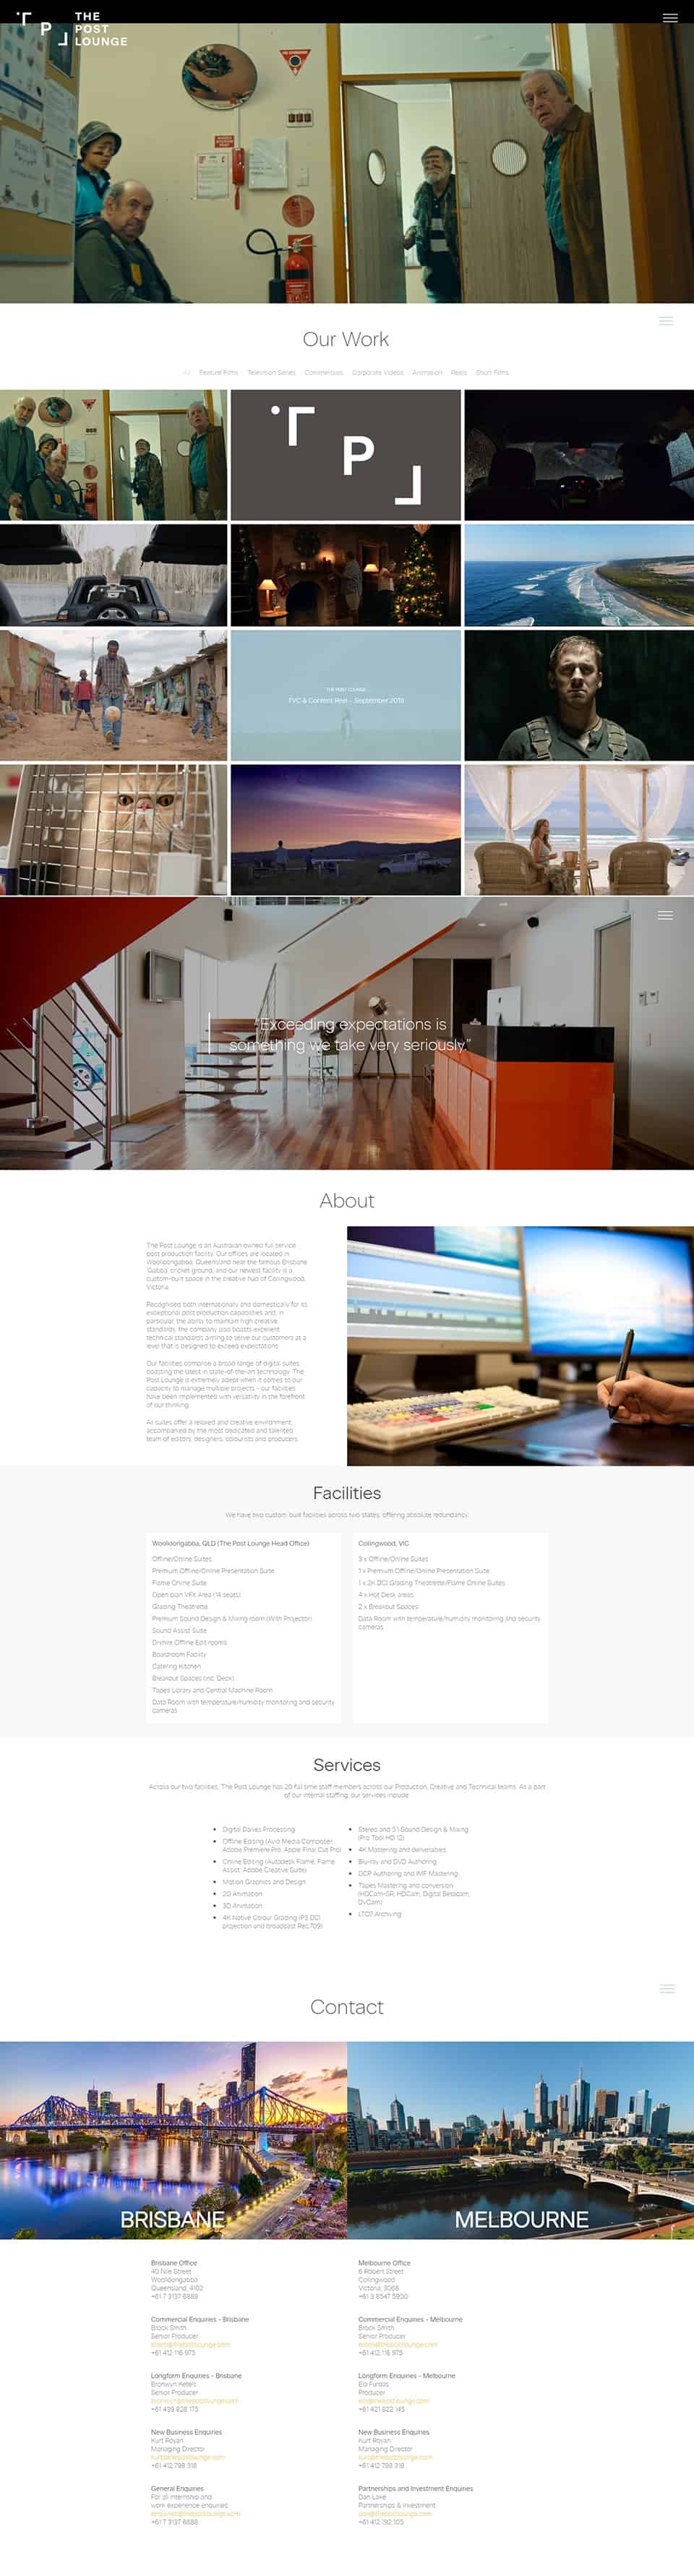 THE
POST
LOUNGE
Our Work
All Feature Films Television Series Commercials Corporate Videos Animation Reels Short Films
THE POST LOUNGE
TVC & Content Reel - September 2018
"Exceeding expectations is
something we take very seriously."
About
The Post Lounge is an Australian owned full service
post production facility. Our offices are located in
Woolloongabba, Queensland near the famous Brisbane
'Gabba' cricket ground, and our newest facility is a
custom-built space in the creative hub of Collingwood,
Victoria.
Recognised both internationally and domestically for its
exceptional post production capabilities and, in
particular, the ability to maintain high creative
standards, the company also boasts excellent
technical standards aiming to serve our customers at a
level that is designed to exceed expectations.
Our facilities comprise a broad range of digital suites,
boasting the latest in state-of-the-art technology. The
Post Lounge is extremely adept when it comes to our
capacity to manage multiple projects - our facilities
have been implemented with versatility in the forefront
of our thinking.
All suites offer a relaxed and creative environment,
accompanied by the most dedicated and talented
team of editors, designers, colourists and producers.
Facilities
We have two custom built facilities across two states, offering absolute redundancy.
Woolloongabba, QLD (The Post Lounge Head Office)
Offline/Online Suites
Premium Offline/Online Presentation Suite
Flame Online Suite
Open plan VFX Area (14 seats)
Grading Theatrette
Premium Sound Design & Mixing room (With Projector)
Sound Assist Suite
Dryhire Offline Edit rooms
Boardroom Facility
Catering Kitchen
Breakout Spaces (inc. Deck)
Tapes Library and Central Machine Room
Data Room with temperature/humidity monitoring and security
cameras
Collingwood, VIC
3 x Offline/Online Suites
1 x Premium Offline/Online Presentation Suite
1 x 2K DCI Grading Theatrette/Flame Online Suites
4 x Hot Desk areas
2 x Breakout Spaces
Data Room with temperature/humidity monitoring and security
cameras
Services
Across our two facilities, The Post Lounge has 20 full time staff members across our Production, Creative and Technical teams. As a part
of our internal staffing, our services include
Digital Dailies Processing
Offline Editing (Avid Media Composer,
Adobe Premiere Pro, Apple Final Cut Pro)
Online Editing (Autodesk Flame, Flame
Assist, Adobe Creative Suite)
Motion Graphics and Design
2D Animation
3D Animation
4K Native Colour Grading (P3 DCI
projection and broadcast Rec.709)
Stereo and 5.1 Sound Design & Mixing
(Pro Tool HD 12)
4K Mastering and deliverables
Blu-ray and DVD Authoring
DCP Authoring and IMF Mastering
Tapes Mastering and conversion
(HDCam-SR, HDCam, Digital Betacam,
DVCam)
LTO7 Archiving
Contact
BRISBANE
MELBOURNE
Brisbane Office
40 Nile Street
Woolloongabba
Queensland, 4102
+61 7 3137 6888
Commercial Enquiries - Brisbane
Brock Smith
Senior Producer
brock@thepostlounge.com
+61 412 118 975
Longform Enquiries - Brisbane
Bronwyn Ketels
Senior Producer
bronwyn@thepostlounge.com
+61 459 828 175
New Business Enquiries
Kurt Royan
Managing Director
kurt@thepostlounge.com
+61 412 798 318
General Enquiries
For all internship and
work experience enquiries
enquiries@thepostlounge.com
+61 7 3137 6888
Melbourne Office
6 Robert Street
Collingwood
Victoria, 3066
+61 3 8547 5900
Commercial Enquiries - Melbourne
Brock Smith
Senior Producer
brock@thepostlounge.com
+61 412 118 975
Longform Enquiries - Melbourne
Producer
+61 421 822 145
New Business Enquiries
Kurt Royan
Managing Director
kurt@thepostlounge.com
+61 412 798 318
Partnerships and Investment Enquiries
Dan Lake
Partnerships & Investment
dan@thepostlounge.com
+61 412 192 105